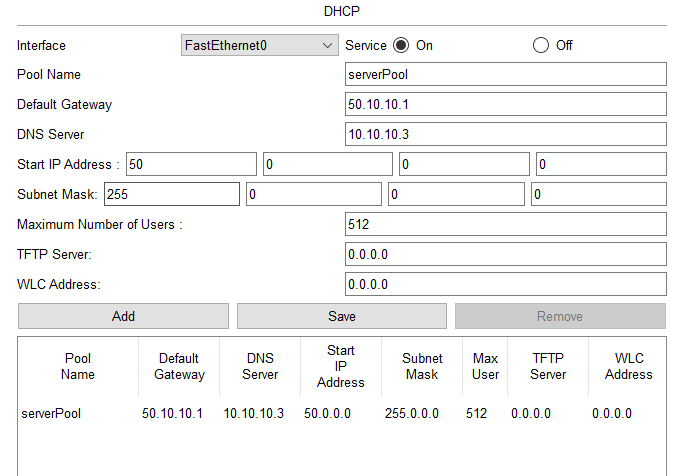 DHCP
Interface FastEthernet0 Service On Off
Pool Name serverPool
Default Gateway 50.10.10.1
DNS Server 10.10.10.3
Start IP Address : 50 0 0 0
Subnet Mask: 255 0 0 0
Maximum Number of Users : 512
TFTP Server: 0.0.0.0
WLC Address: 0.0.0.0
Add Save Remove
Pool Name Default Gateway DNS Server Start IP Address Subnet Mask Max User TFTP Server WLC Address
serverPool 50.10.10.1 10.10.10.3 50.0.0.0 255.0.0.0 512 0.0.0.0 0.0.0.0